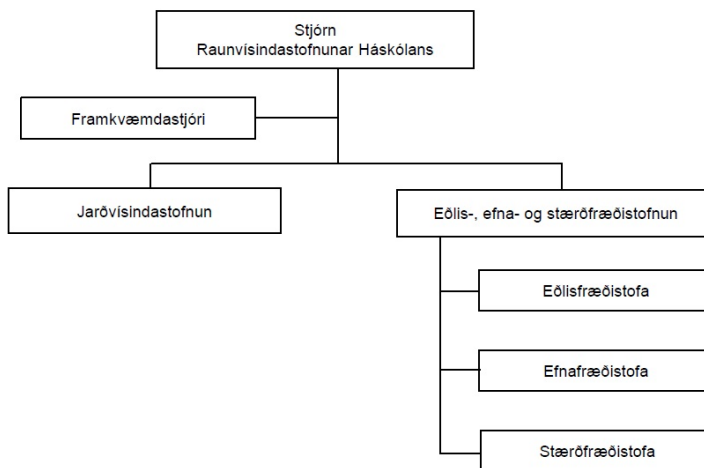 Stjórn
Raunvísindastofnunar Háskólans
Framkvæmdastjóri
Jarðvísindastofnun
Eðlis-, efna- og stærðfræðistofnun
Eðlisfræðistofa
Efnafræðistofa
Stærðfræðistofa